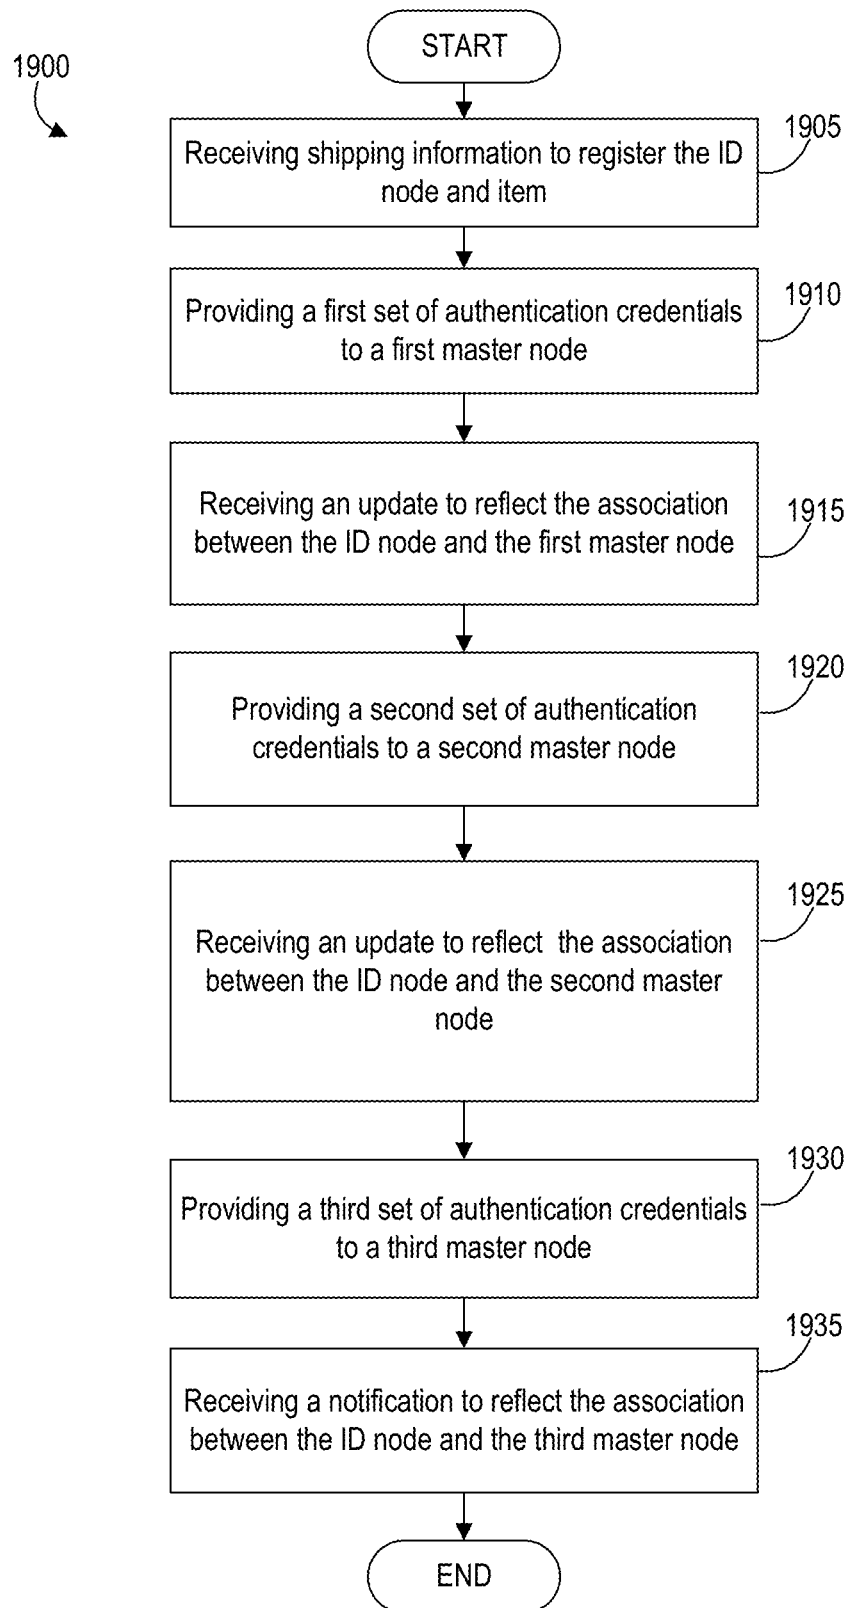 START
1900
1905
Receiving shipping information to register the ID
node and item
1910
Providing a first set of authentication credentials
to a first master node
Receiving an update to reflect the association
1915
between the ID node and the first master node
1920
Providing a second set of authentication
credentials to a second master node
1925
Receiving an update to reflect the association
between the ID node and the second master
node
1930
Providing a third set of authentication credentials
to a third master node
1935
Receiving a notification to reflect the association
between the ID node and the third master node
END